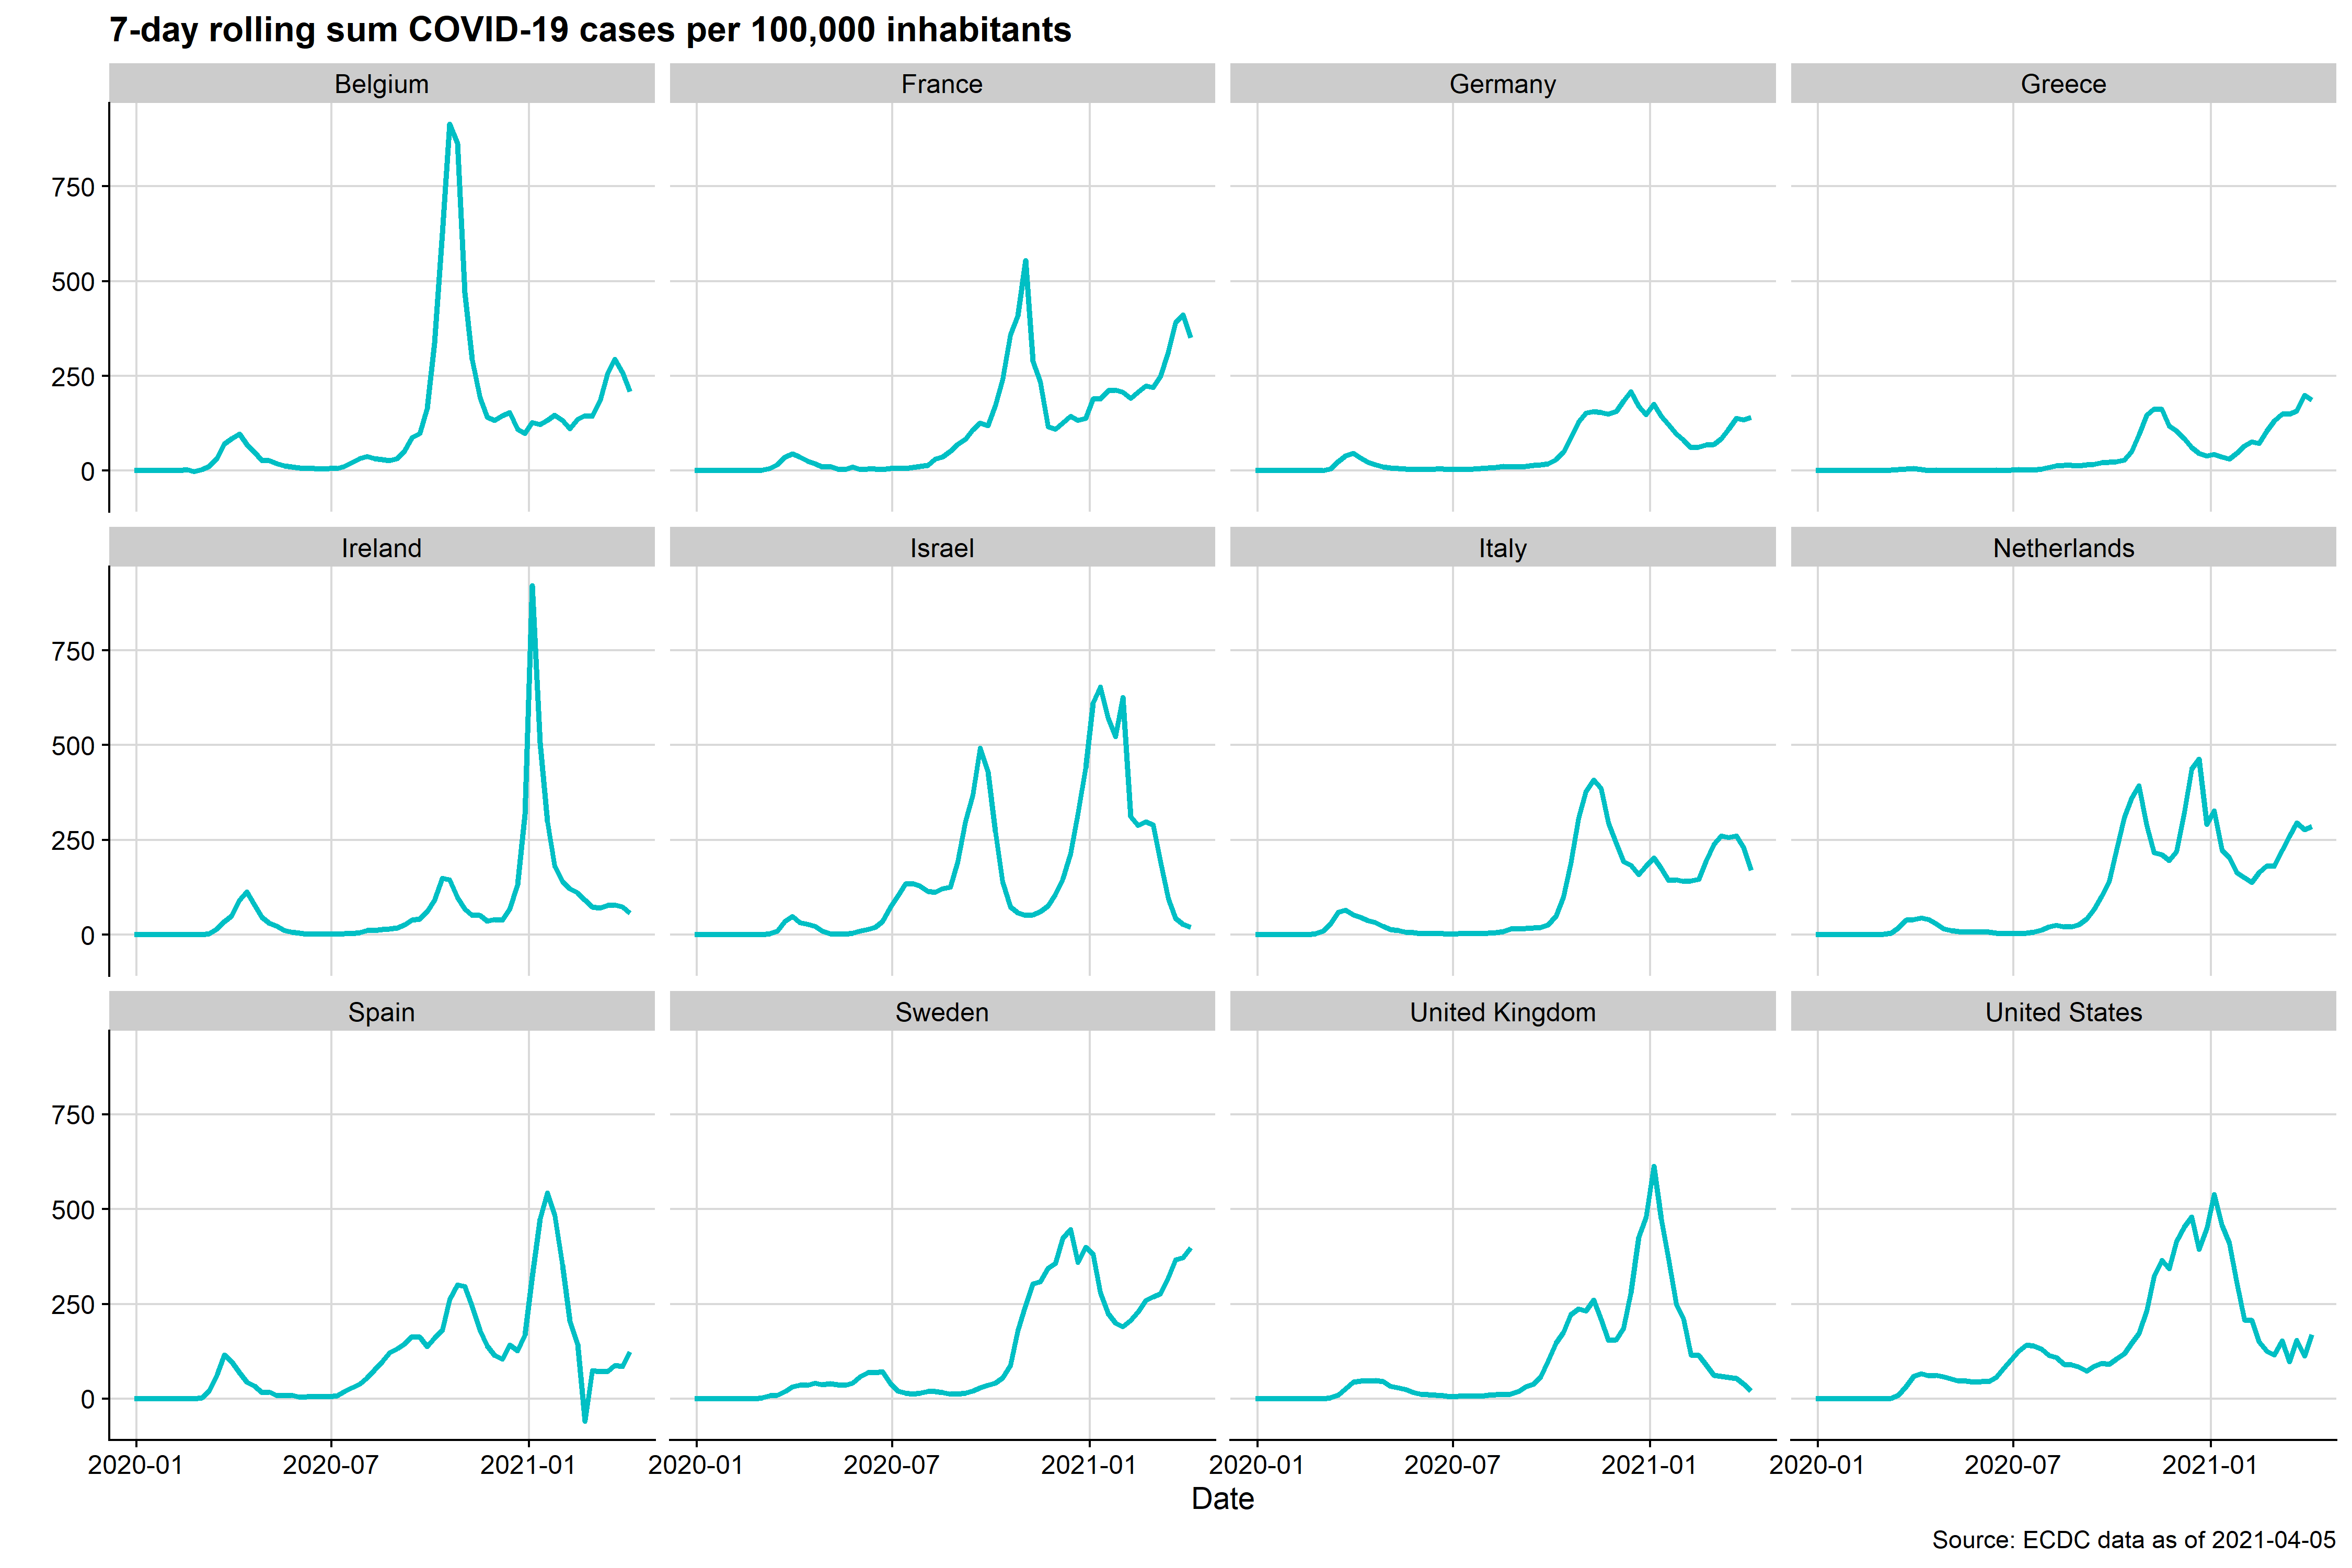 7-day rolling sum COVID-19 cases per 100,000 inhabitants
Belgium France Germany Greece
750
500
250
0
Ireland Israel Italy Netherlands
750
500
250
0
Spain Sweden United Kingdom United States
750
500
250
0
2020-01 2020-07 2021-01 2020-01 2020-07 2021-01 2020-01 2020-07 2021-01 2020-01 2020-07 2021-01
Date
Source: ECDC data as of 2021-04-05